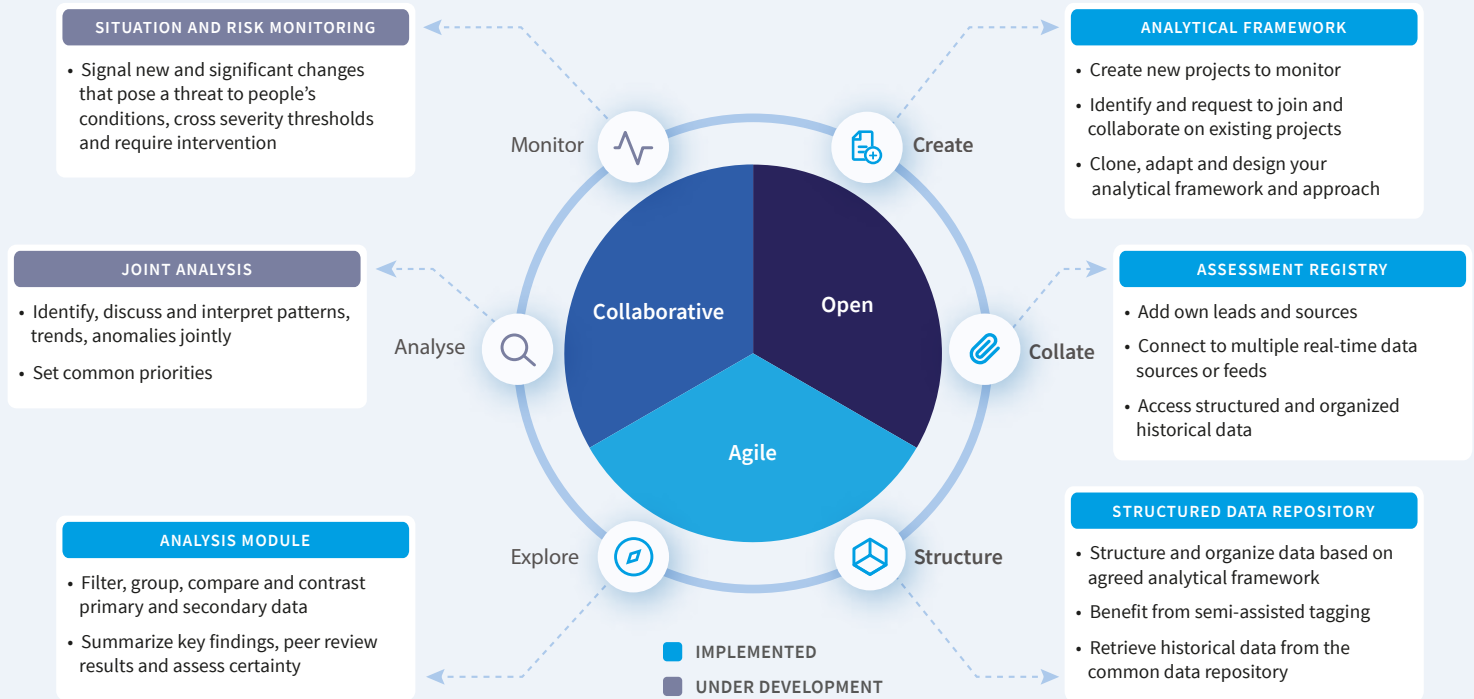 SITUATION AND RISK MONITORING
• Signal new and significant changes
that pose a threat to people’s
conditions, cross severity thresholds
and require intervention
ANALYTICAL FRAMEWORK
• Create new projects to monitor
• Identify and request to join and
collaborate on existing projects
• Clone, adapt and design your
analytical framework and approach
Monitor
Create
JOINT ANALYSIS
• Identify, discuss and interpret patterns,
trends, anomalies jointly
• Set common priorities
Analyse
Collaborative
Open
Agile
Collate
ASSESSMENT REGISTRY
• Add own leads and sources
• Connect to multiple real-time data
sources or feeds
• Access structured and organized
historical data
ANALYSIS MODULE
• Filter, group, compare and contrast
primary and secondary data
• Summarize key findings, peer review
results and assess certainty
Explore
Structure
STRUCTURED DATA REPOSITORY
• Structure and organize data based on
agreed analytical framework
• Benefit from semi-assisted tagging
• Retrieve historical data from the
common data repository
IMPLEMENTED
UNDER DEVELOPMENT